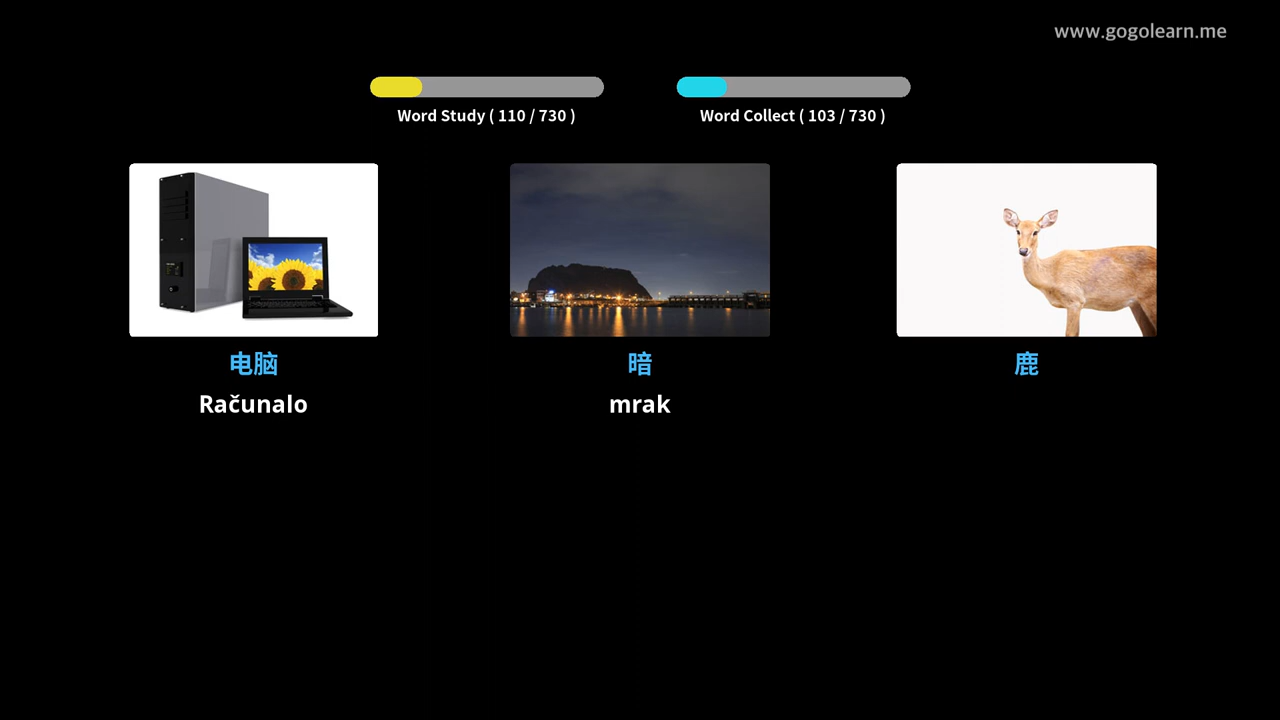 www.gogolearn.me
Word Study ( 110 / 730 )
Word Collect ( 103 / 730 )
电脑
暗
鹿
Računalo
mrak